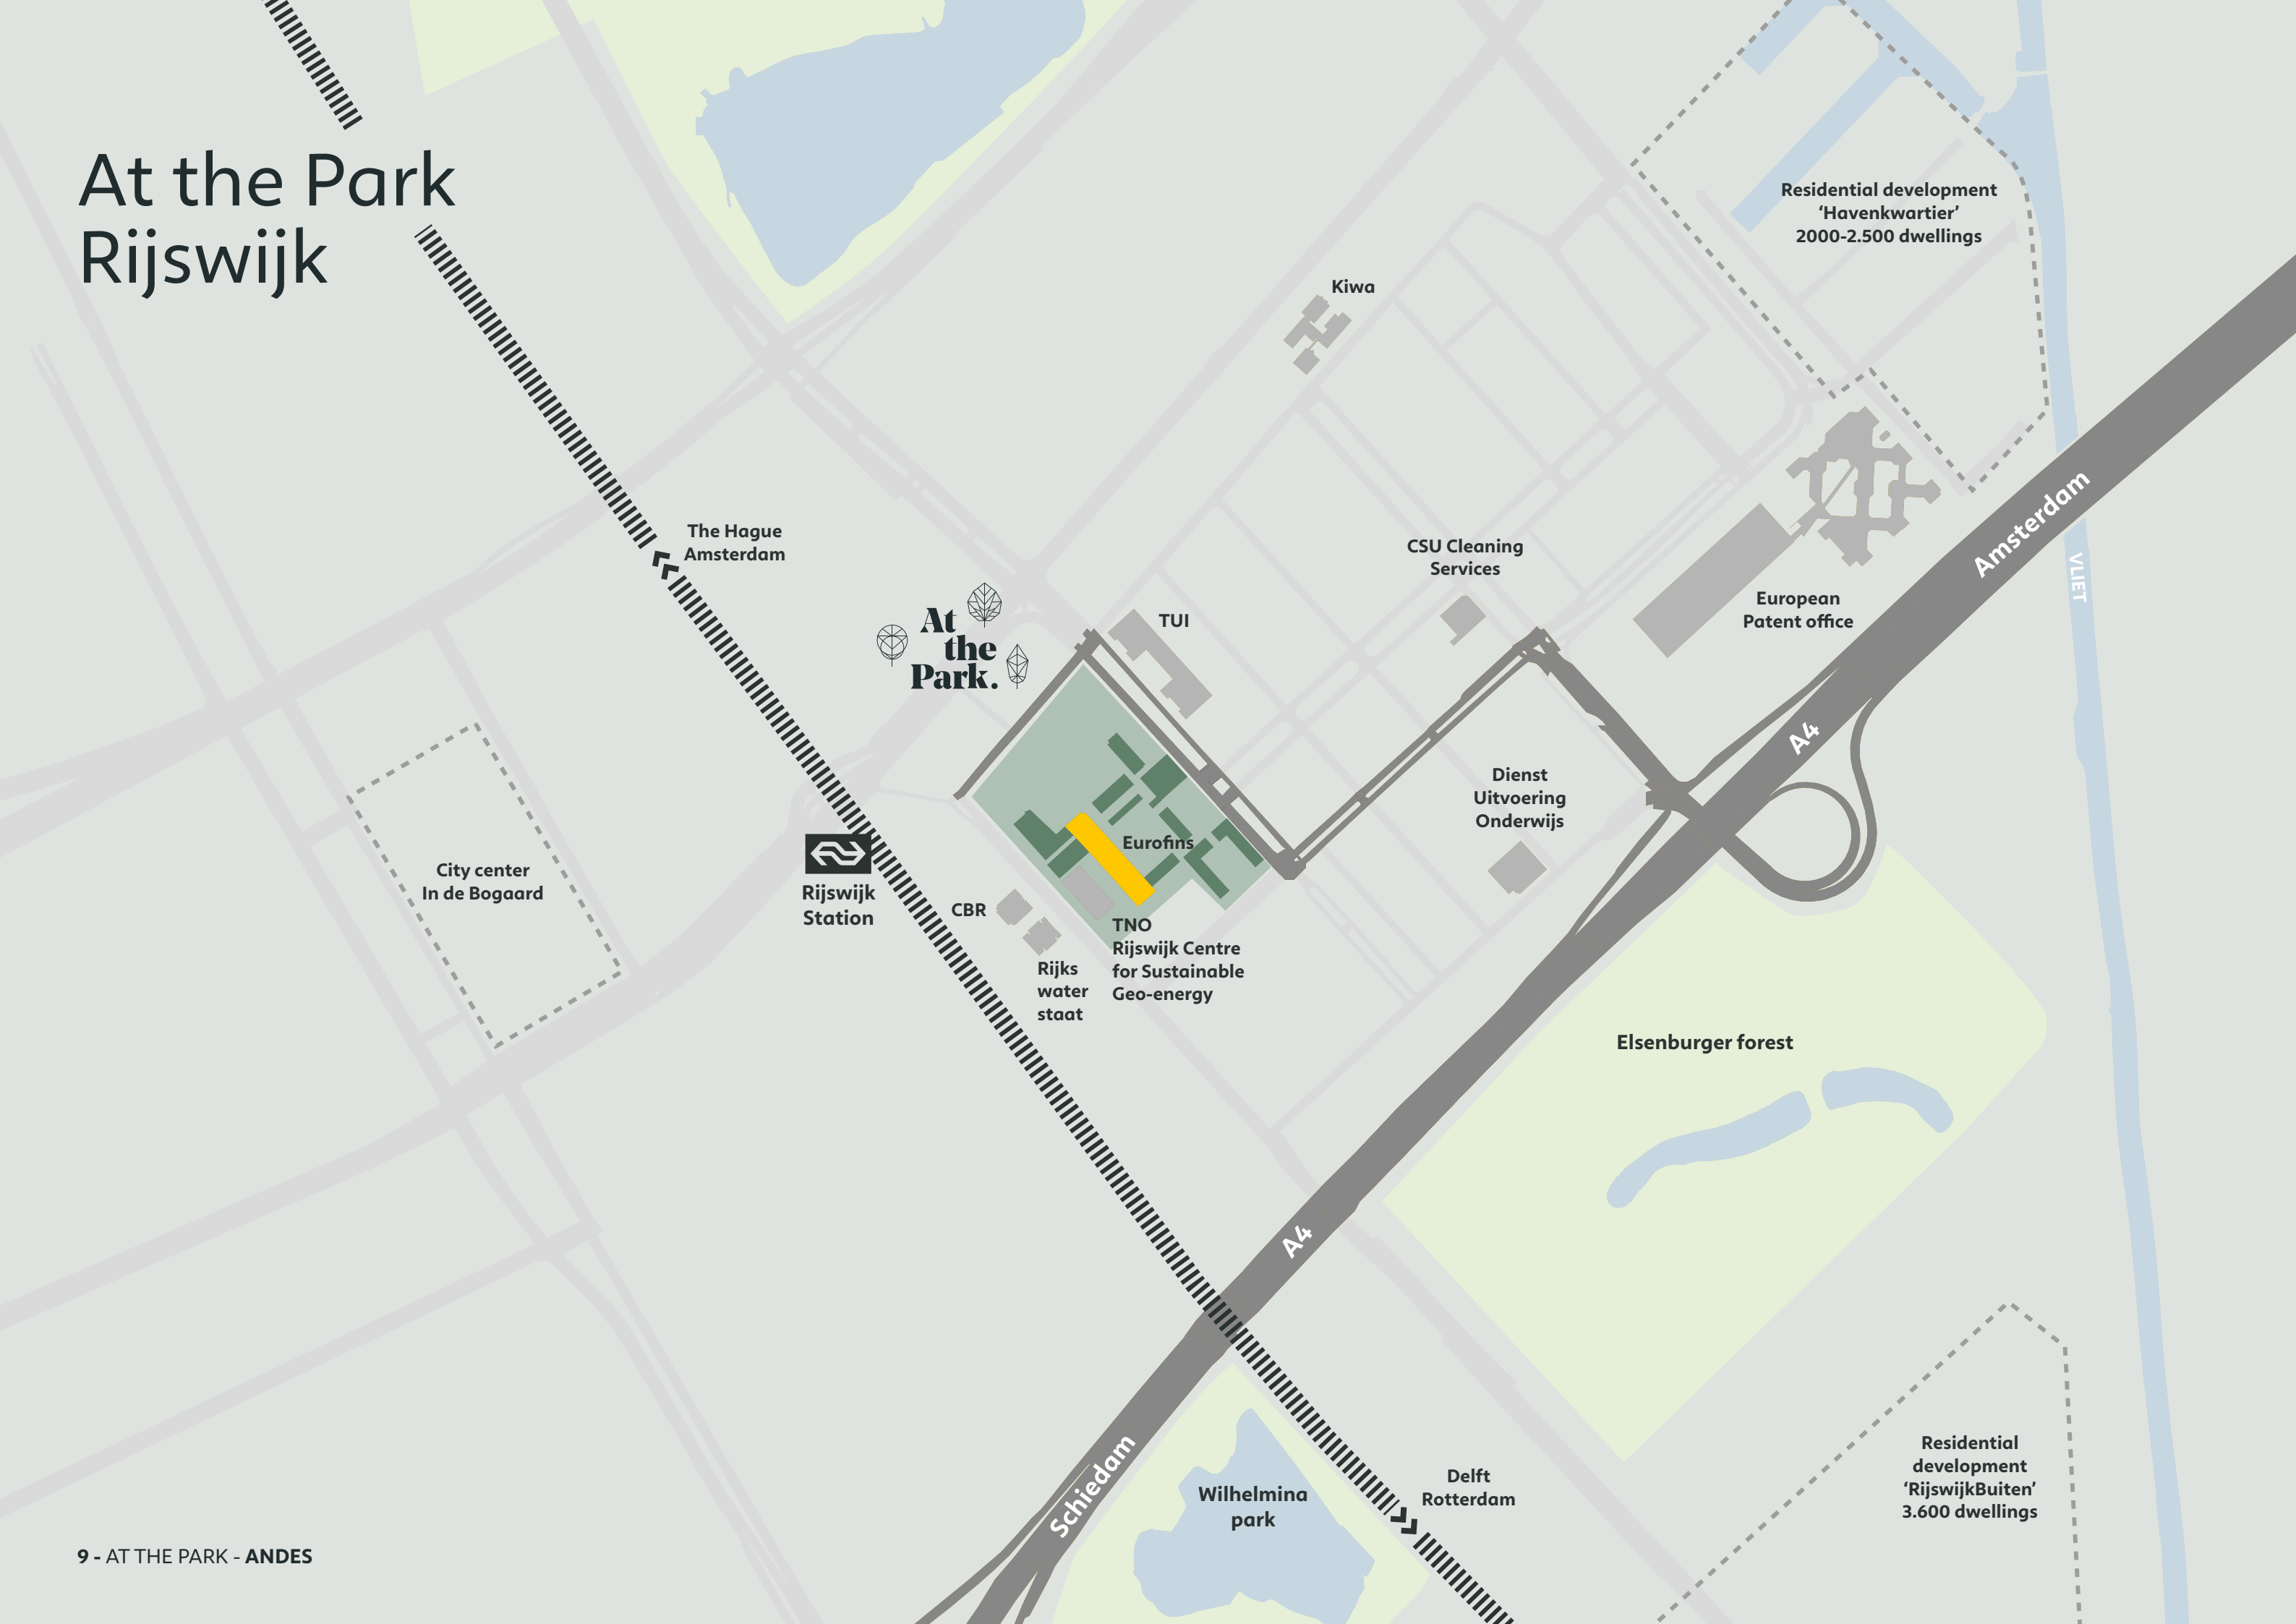 At the Park
Rijswijk
Residential development
‘Havenkwartier’
2000-2.500 dwellings
Kiwa
The Hague
Amsterdam
CSU Cleaning
Services
Amsterdam
VLIET
European
Patent office
At
the
Park.
TUI
A4
Dienst
Uitvoering
Onderwijs
Eurofins
City center
In de Bogaard
Rijswijk
Station
CBR
TNO
Rijswijk Centre
for Sustainable
Geo-energy
Rijks
water
staat
Elsenburger forest
A4
Schiedam
Wilhelmina
park
Delft
Rotterdam
Residential
development
‘RijswijkBuiten’
3.600 dwellings
9 - AT THE PARK - ANDES